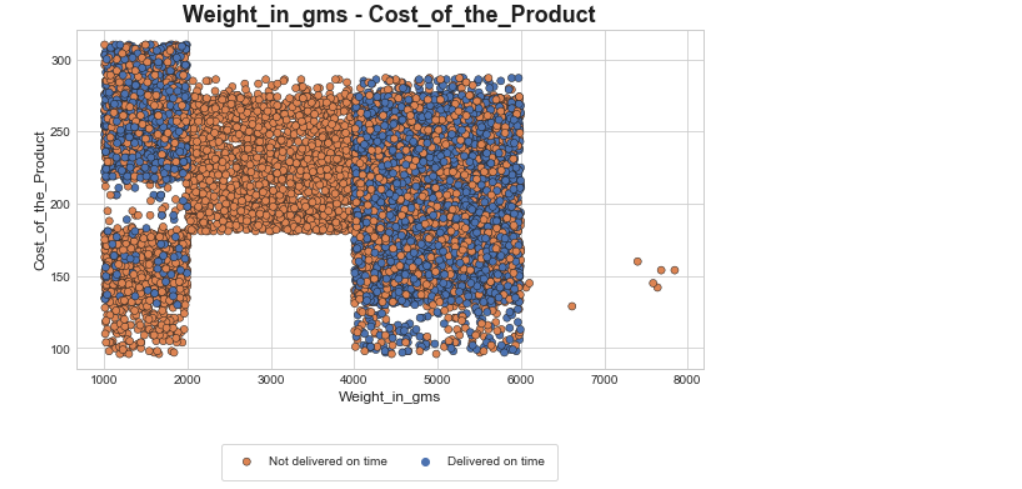 Weight_in_gms - Cost_of_the_Product
300
250
200
150
100
Cost_of_the_Product
1000 2000 3000 4000 5000 6000 7000 8000
Weight_in_gms
Not delivered on time Delivered on time